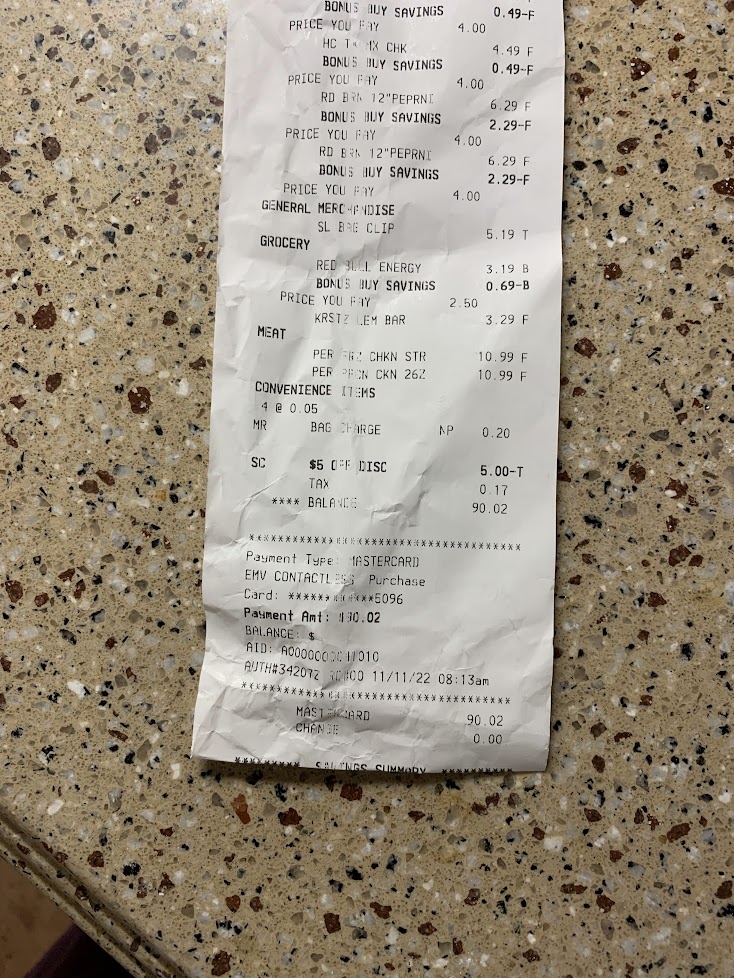 BONUS BUY SAVINGS 0.49-F
PRICE YOU PAY 4.00
HC TX MX CHK 4.49 F
BONUS BUY SAVINGS 0.49-F
PRICE YOU PAY 4.00
RD BRN 12"PEPRNI 6.29 F
BONUS BUY SAVINGS 2.29-F
PRICE YOU PAY 4.00
RD BRN 12"PEPRNI 6.29 F
BONUS BUY SAVINGS 2.29-F
PRICE YOU PAY 4.00
GENERAL MERCHANDISE
SL BAG CLIP 5.19 T
GROCERY
RED BULL ENERGY 3.19 B
BONUS BUY SAVINGS 0.69-B
PRICE YOU PAY 2.50
KRSTZ LEM BAR 3.29 F
MEAT
PER FRZ CHKN STR 10.99 F
PER CKN 26Z 10.99 F
CONVENIENCE ITEMS
4 @ 0.05
MR BAG CHARGE NP 0.20
SC $5 OFF DISC 5.00-T
TAX 0.17
**** BALANCE 90.02
Payment Type: MASTERCARD
EMV CONTACTLESS Purchase
Card: ************5096
Payment Amt: $90.02
BALANCE: $
AID: A0000000041010
AUTH#34207Z 11/11/22 08:13am
MASTERCARD 90.02
CHANGE 0.00
********* SAVINGS SUMMARY *********